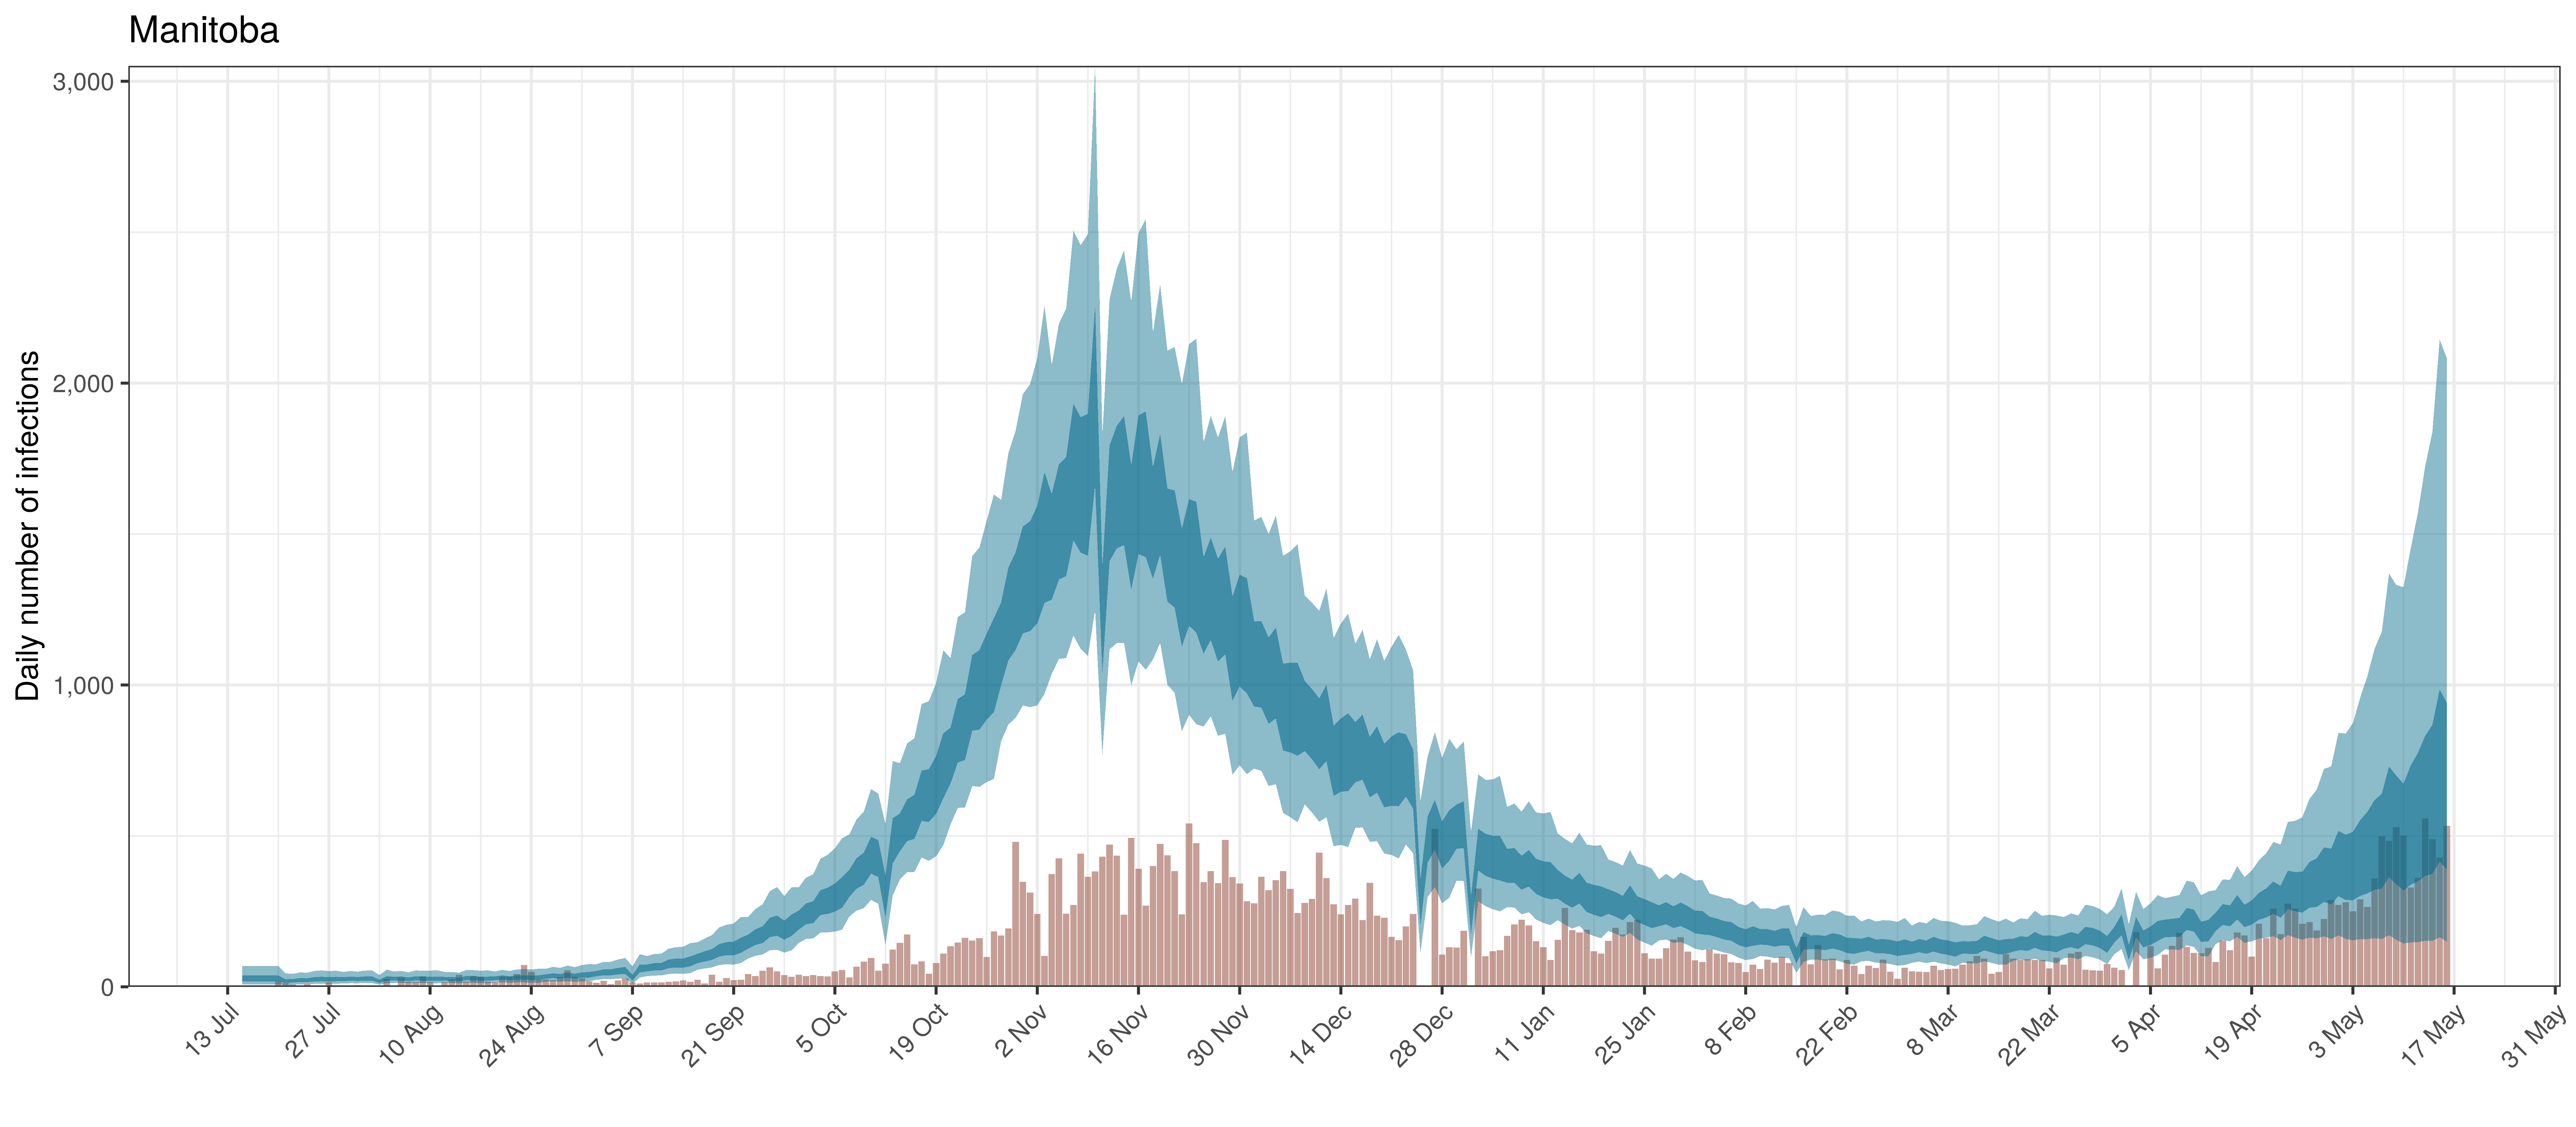 Manitoba
Daily number of infections
3,000
2,000
1,000
0
13 Jul
27 Jul
10 Aug
24 Aug
7 Sep
21 Sep
5 Oct
19 Oct
2 Nov
16 Nov
30 Nov
14 Dec
28 Dec
11 Jan
25 Jan
8 Feb
22 Feb
8 Mar
22 Mar
5 Apr
19 Apr
3 May
17 May
31 May